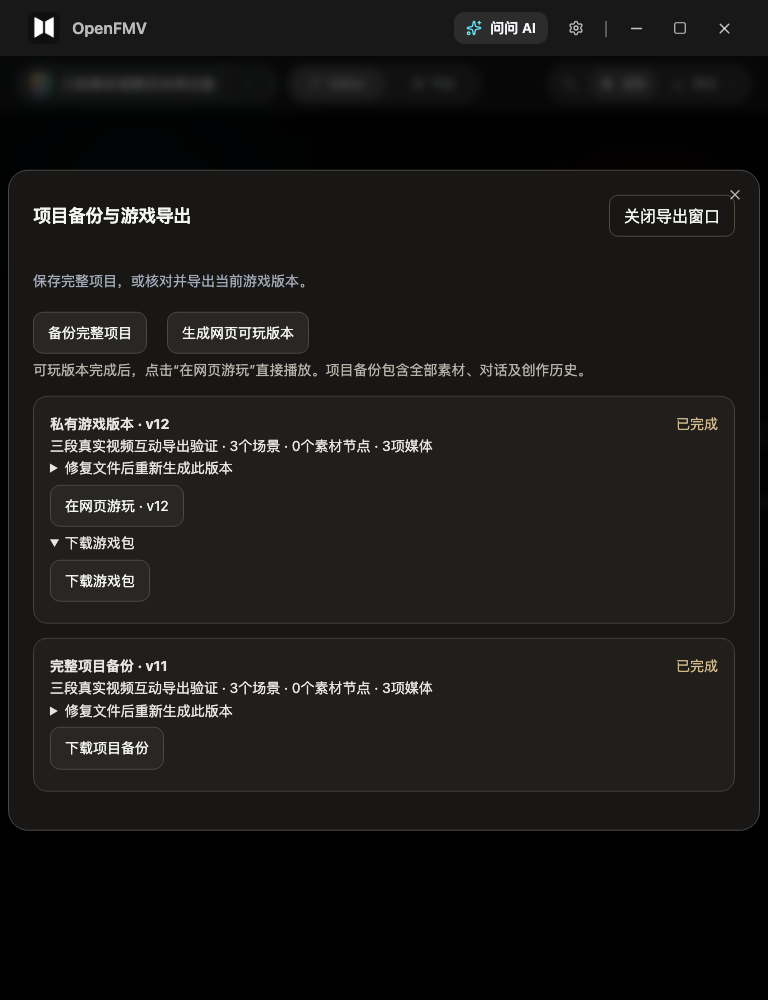 OpenFMV
问问 AI
项目备份与游戏导出
关闭导出窗口
保存完整项目，或核对并导出当前游戏版本。
备份完整项目
生成网页可玩版本
可玩版本完成后，点击“在网页游玩”直接播放。项目备份包含全部素材、对话及创作历史。
私有游戏版本 · v12
已完成
三段真实视频互动导出验证 · 3个场景 · 0个素材节点 · 3项媒体
修复文件后重新生成此版本
在网页游玩 · v12
下载游戏包
下载游戏包
完整项目备份 · v11
已完成
三段真实视频互动导出验证 · 3个场景 · 0个素材节点 · 3项媒体
修复文件后重新生成此版本
下载项目备份